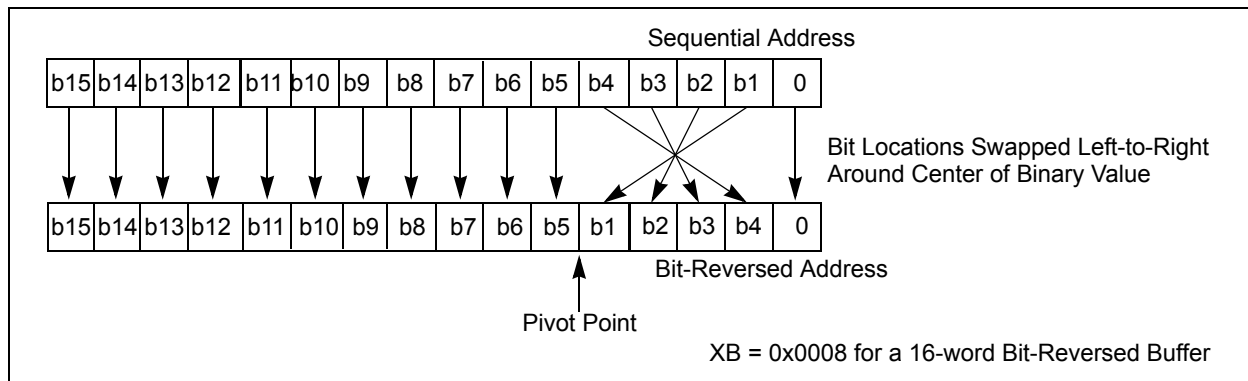 Sequential Address
b15 b14 b13 b12 b11 b10 b9 b8 b7 b6 b5 b4 b3 b2 b1 0
Bit Locations Swapped Left-to-Right
Around Center of Binary Value
b15 b14 b13 b12 b11 b10 b9 b8 b7 b6 b5 b1 b2 b3 b4 0
Bit-Reversed Address
Pivot Point
XB = 0x0008 for a 16-word Bit-Reversed Buffer